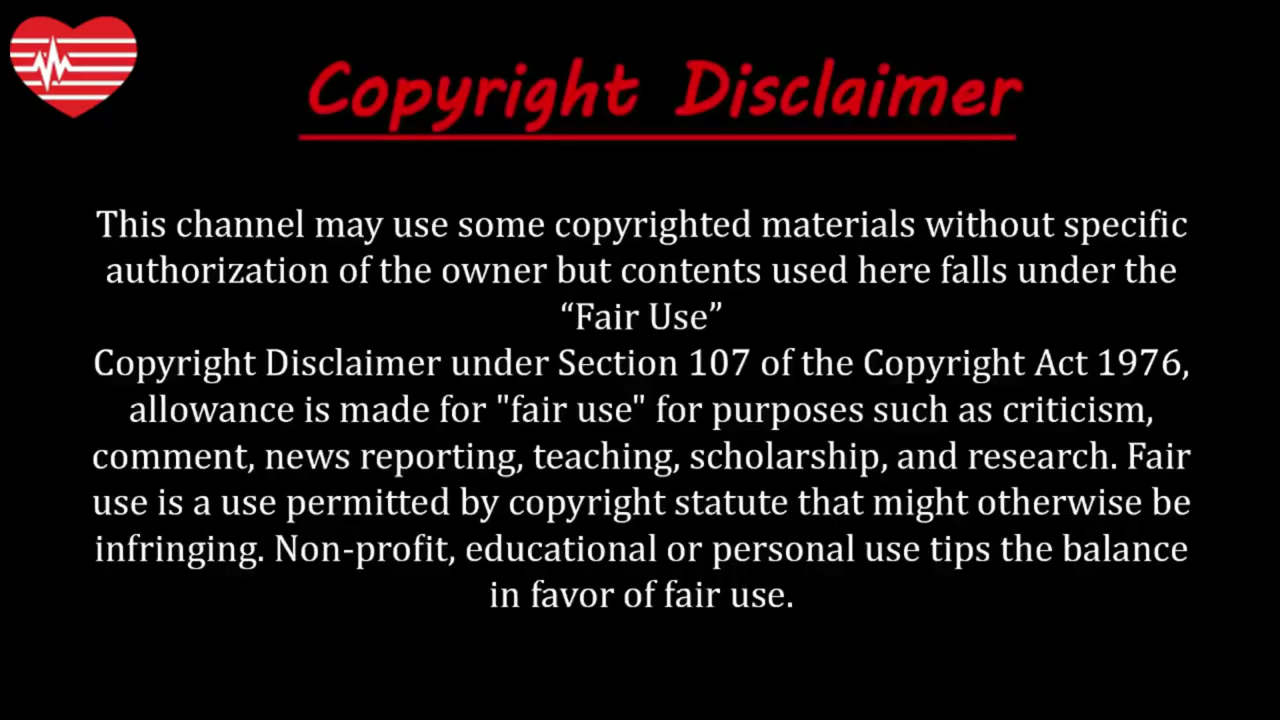 Copyright Disclaimer
This channel may use some copyrighted materials without specific
authorization of the owner but contents used here falls under the
“Fair Use”
Copyright Disclaimer under Section 107 of the Copyright Act 1976,
allowance is made for "fair use" for purposes such as criticism,
comment, news reporting, teaching, scholarship, and research. Fair
use is a use permitted by copyright statute that might otherwise be
infringing. Non-profit, educational or personal use tips the balance
in favor of fair use.